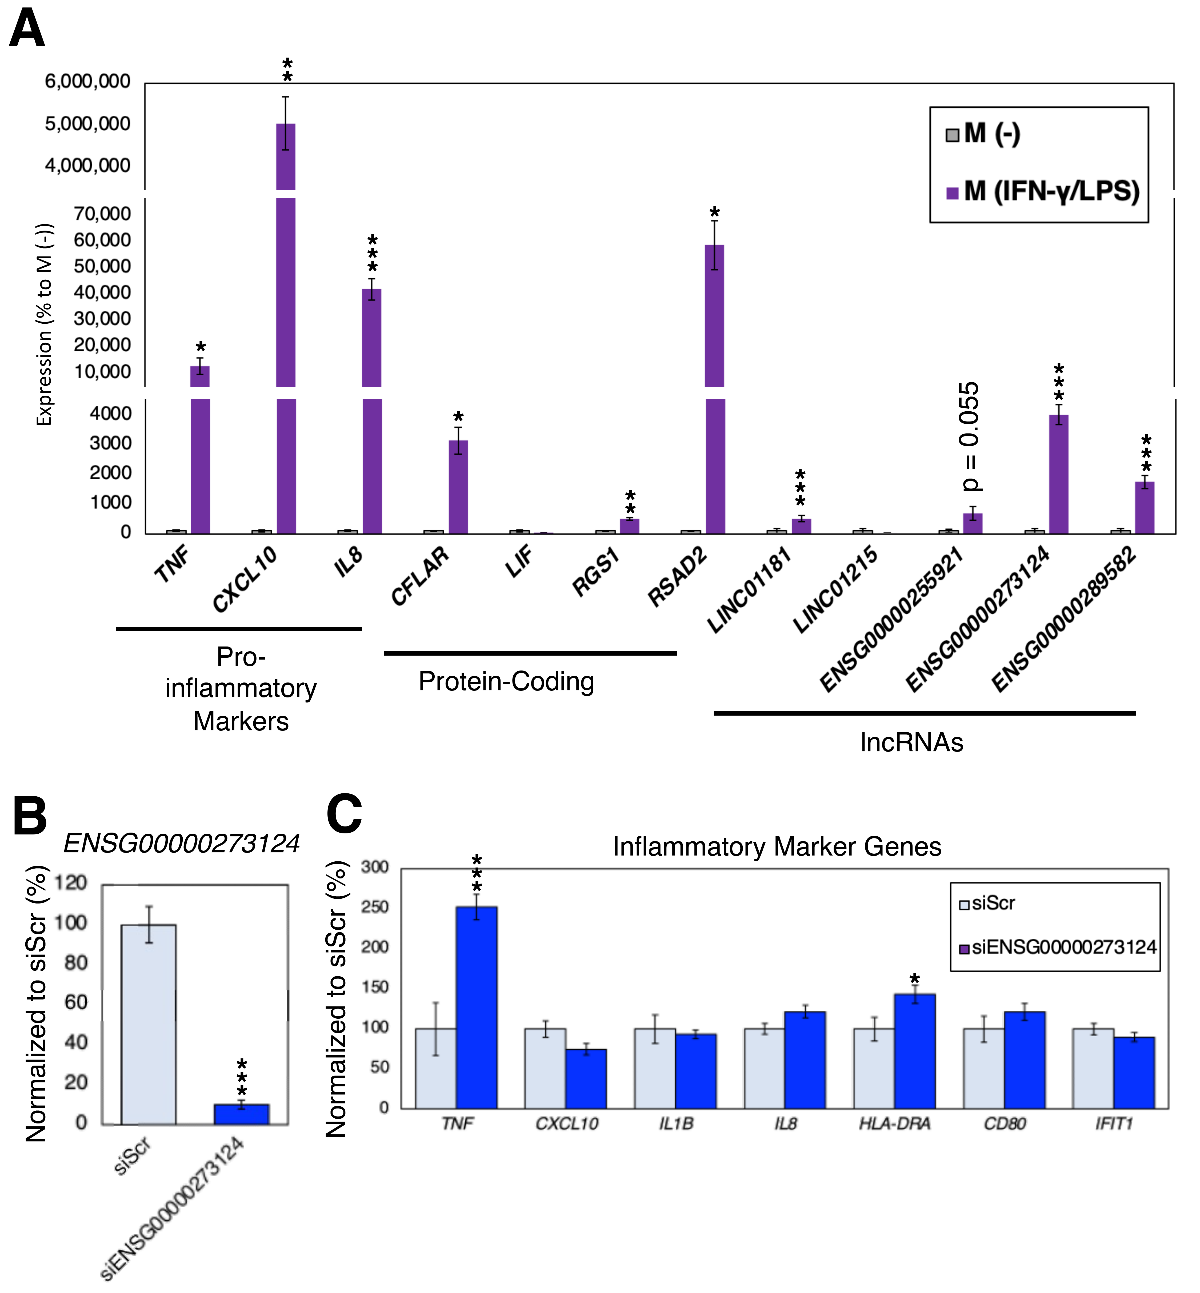 A
Expression (% to M (-))
6,000,000
5,000,000
4,000,000
70,000
60,000
50,000
40,000
30,000
20,000
10,000
4000
3000
2000
1000
0
*
**
***
*
**
*
***
p = 0.055
***
***
M (-)
M (IFN-γ/LPS)
TNF
CXCL10
IL8
CFLAR
LIF
RGS1
RSAD2
LINC01181
LINC01215
ENSG00000255921
ENSG00000273124
ENSG00000289582
Pro-
inflammatory
Markers
Protein-Coding
lncRNAs
B
ENSG00000273124
Normalized to siScr (%)
120
100
80
60
40
20
0
***
siScr
siENSG00000273124
C
Inflammatory Marker Genes
Normalized to siScr (%)
300
250
200
150
100
50
0
***
*
siScr
siENSG00000273124
TNF
CXCL10
IL1B
IL8
HLA-DRA
CD80
IFIT1